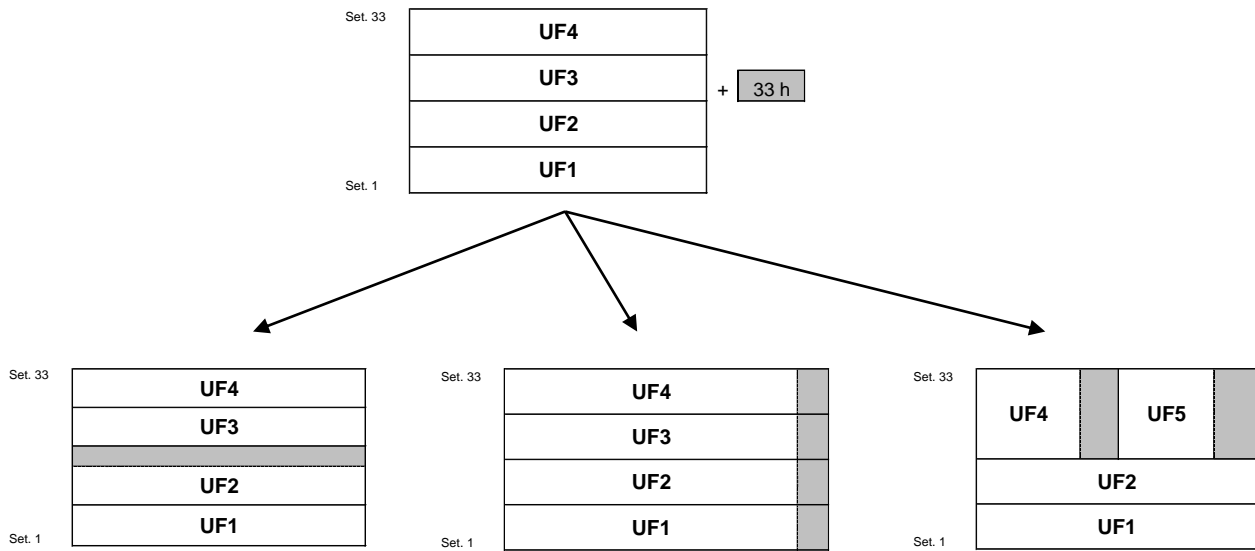 Set. 33
UF4
UF3
+ 33 h
UF2
UF1
Set. 1
Set. 33
UF4
UF3
UF2
UF1
Set. 1
Set. 33
UF4
UF3
UF2
UF1
Set. 1
Set. 33
UF4 UF5
UF2
UF1
Set. 1